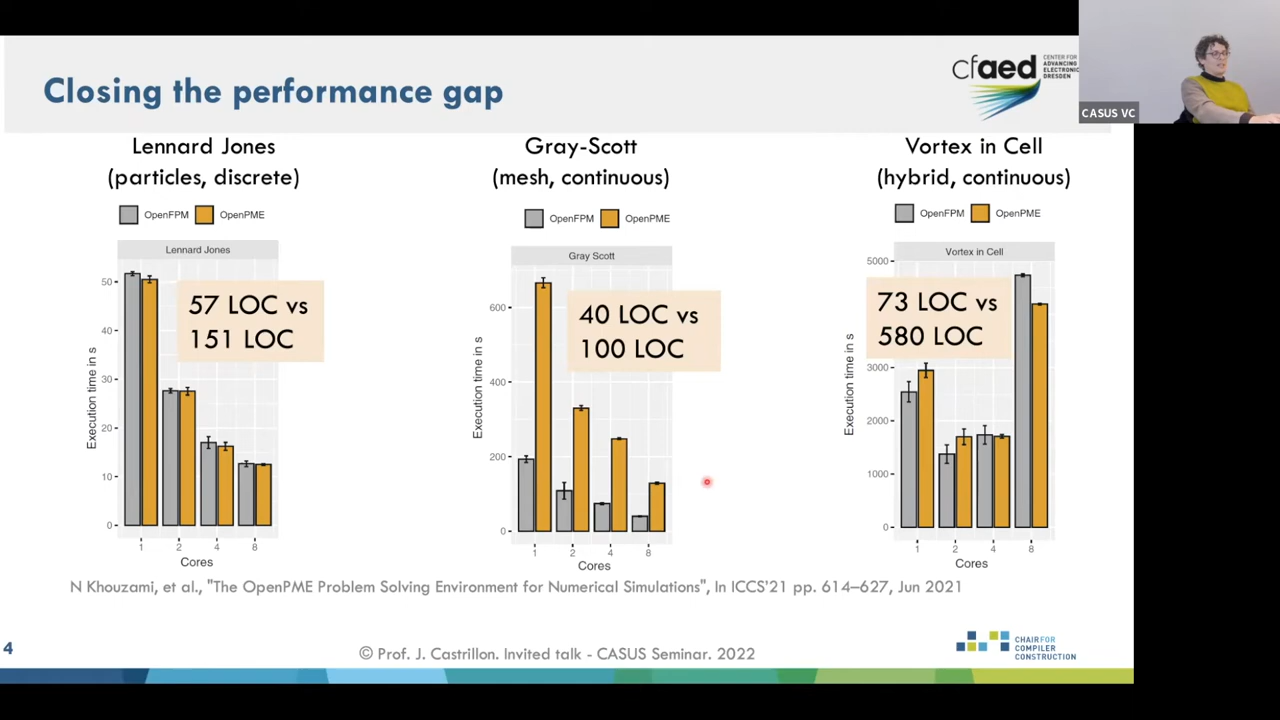 Closing the performance gap
cfaed
CENTER FOR
ADVANCING
ELECTRONICS
DRESDEN
CASUS VC
Lennard Jones
(particles, discrete)
OpenFPM OpenPME
Lennard Jones
57 LOC vs
151 LOC
Execution time in s
50
40
30
20
10
0
1 2 4 8
Cores
Gray-Scott
(mesh, continuous)
OpenFPM OpenPME
Gray Scott
40 LOC vs
100 LOC
Execution time in s
600
400
200
0
1 2 4 8
Cores
Vortex in Cell
(hybrid, continuous)
OpenFPM OpenPME
Vortex in Cell
73 LOC vs
580 LOC
Execution time in s
5000
3000
2000
1000
0
1 2 4 8
Cores
N Khouzami, et al., "The OpenPME Problem Solving Environment for Numerical Simulations", In ICCS'21 pp. 614–627, Jun 2021
4
© Prof. J. Castrillon. Invited talk - CASUS Seminar. 2022
CHAIR FOR
COMPILER
CONSTRUCTION